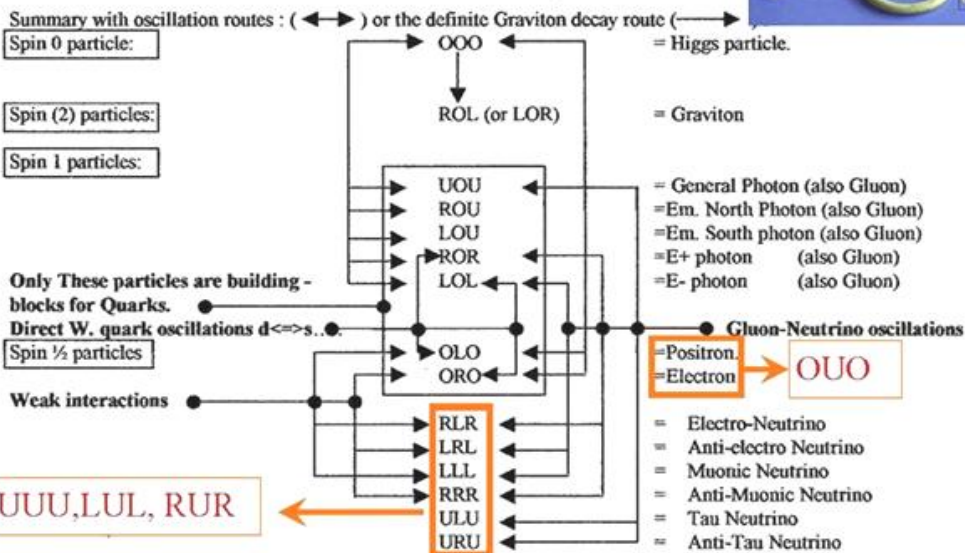 Summary with oscillation routes : ( ◄─► ) or the definite Graviton decay route (──► ).
Spin 0 particle: OOO = Higgs particle.
ROL (or LOR)
Spin (2) particles: = Graviton
Spin 1 particles:
UOU = General Photon (also Gluon)
ROU =Em. North Photon (also Gluon)
LOU =Em. South photon (also Gluon)
ROR =E+ photon (also Gluon)
Only These particles are building - LOL =E- photon (also Gluon)
blocks for Quarks.
Direct W. quark oscillations d<=>s.... Gluon-Neutrino oscillations
Spin ½ particles OLO =Positron.
ORO =Electron OUO
Weak interactions
RLR = Electro-Neutrino
LRL = Anti-electro Neutrino
LLL = Muonic Neutrino
RRR = Anti-Muonic Neutrino
UUU,LUL, RUR
ULU = Tau Neutrino
URU = Anti-Tau Neutrino